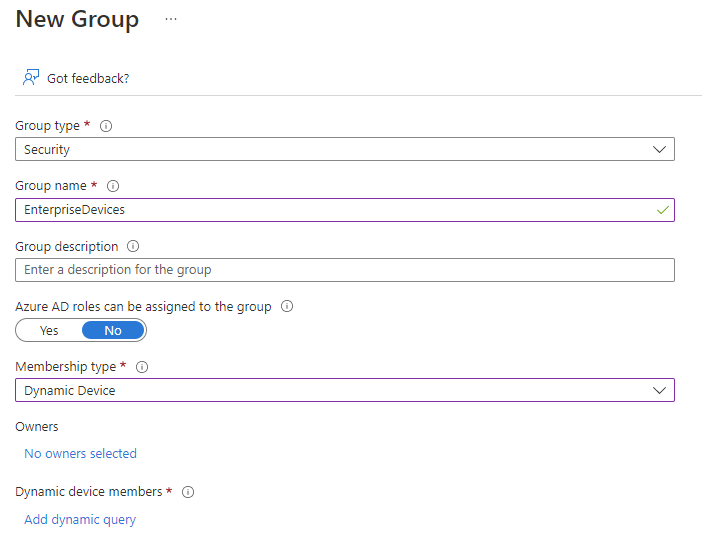 New Group ...
Got feedback?
Group type *
Security
Group name *
EnterpriseDevices
Group description
Enter a description for the group
Azure AD roles can be assigned to the group
Yes No
Membership type *
Dynamic Device
Owners
No owners selected
Dynamic device members *
Add dynamic query